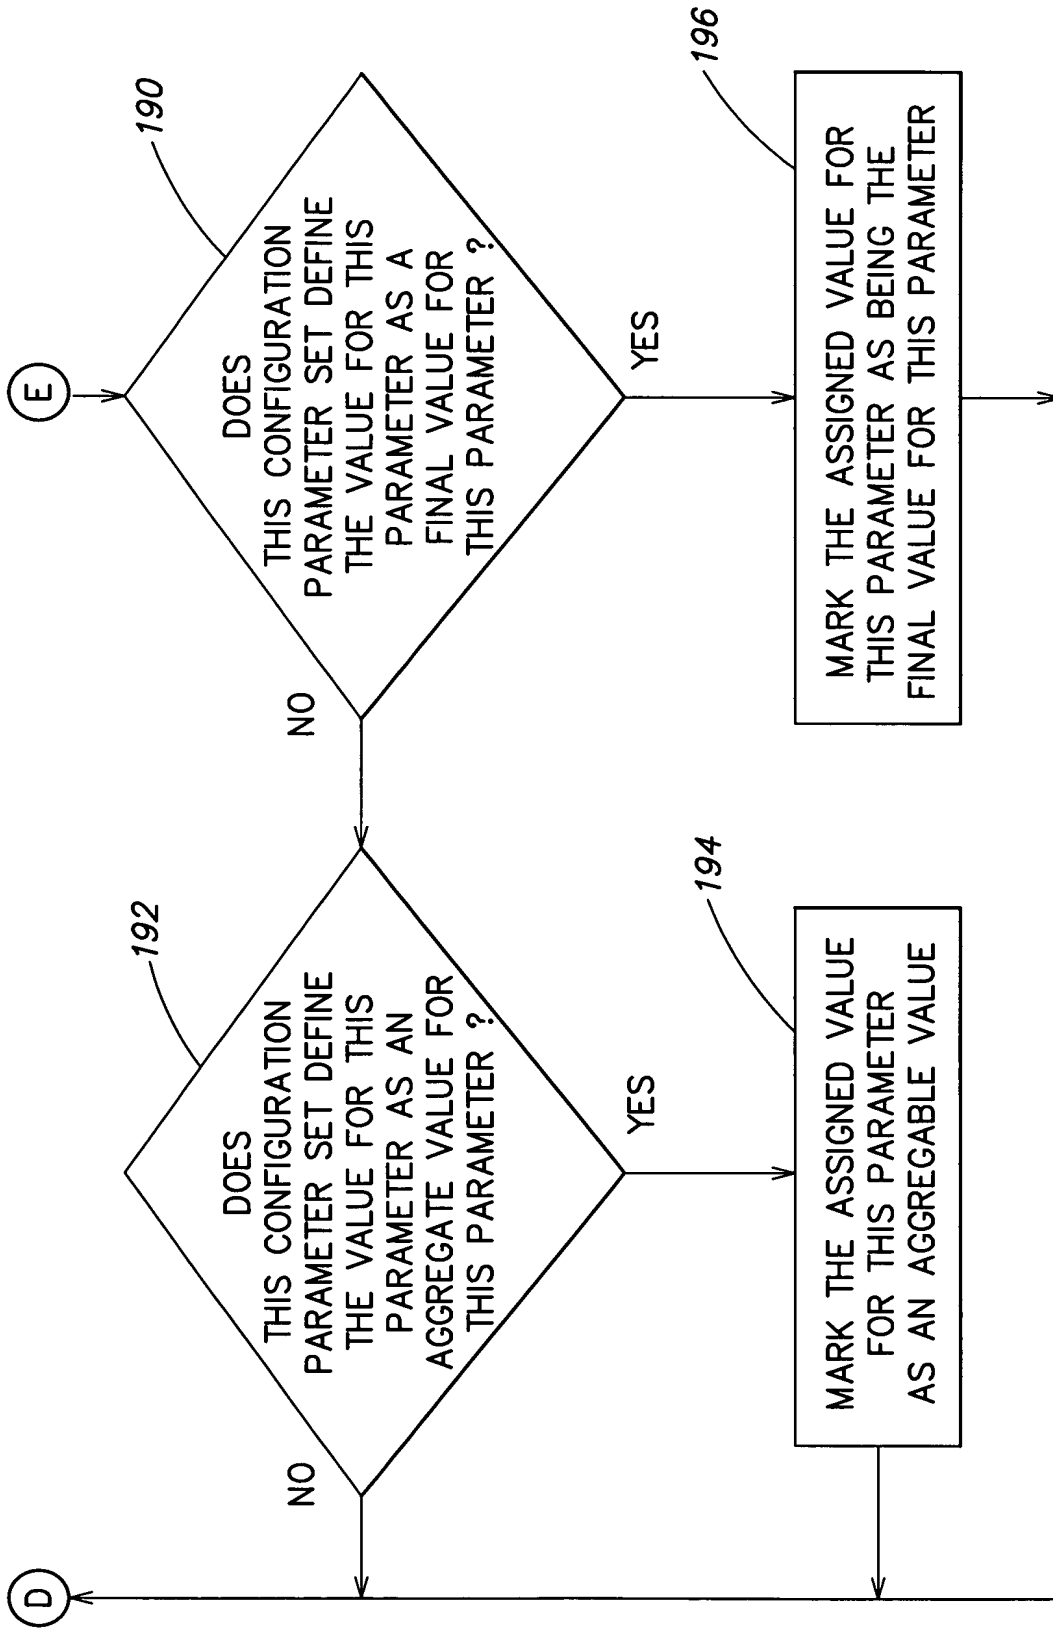 E
190
DOES
THIS CONFIGURATION
PARAMETER SET DEFINE
THE VALUE FOR THIS
PARAMETER AS A
FINAL VALUE FOR
THIS PARAMETER ?
NO
YES
196
MARK THE ASSIGNED VALUE FOR
THIS PARAMETER AS BEING THE
FINAL VALUE FOR THIS PARAMETER
192
DOES
THIS CONFIGURATION
PARAMETER SET DEFINE
THE VALUE FOR THIS
PARAMETER AS AN
AGGREGATE VALUE FOR
THIS PARAMETER ?
NO
YES
194
MARK THE ASSIGNED VALUE
FOR THIS PARAMETER
AS AN AGGREGABLE VALUE
D